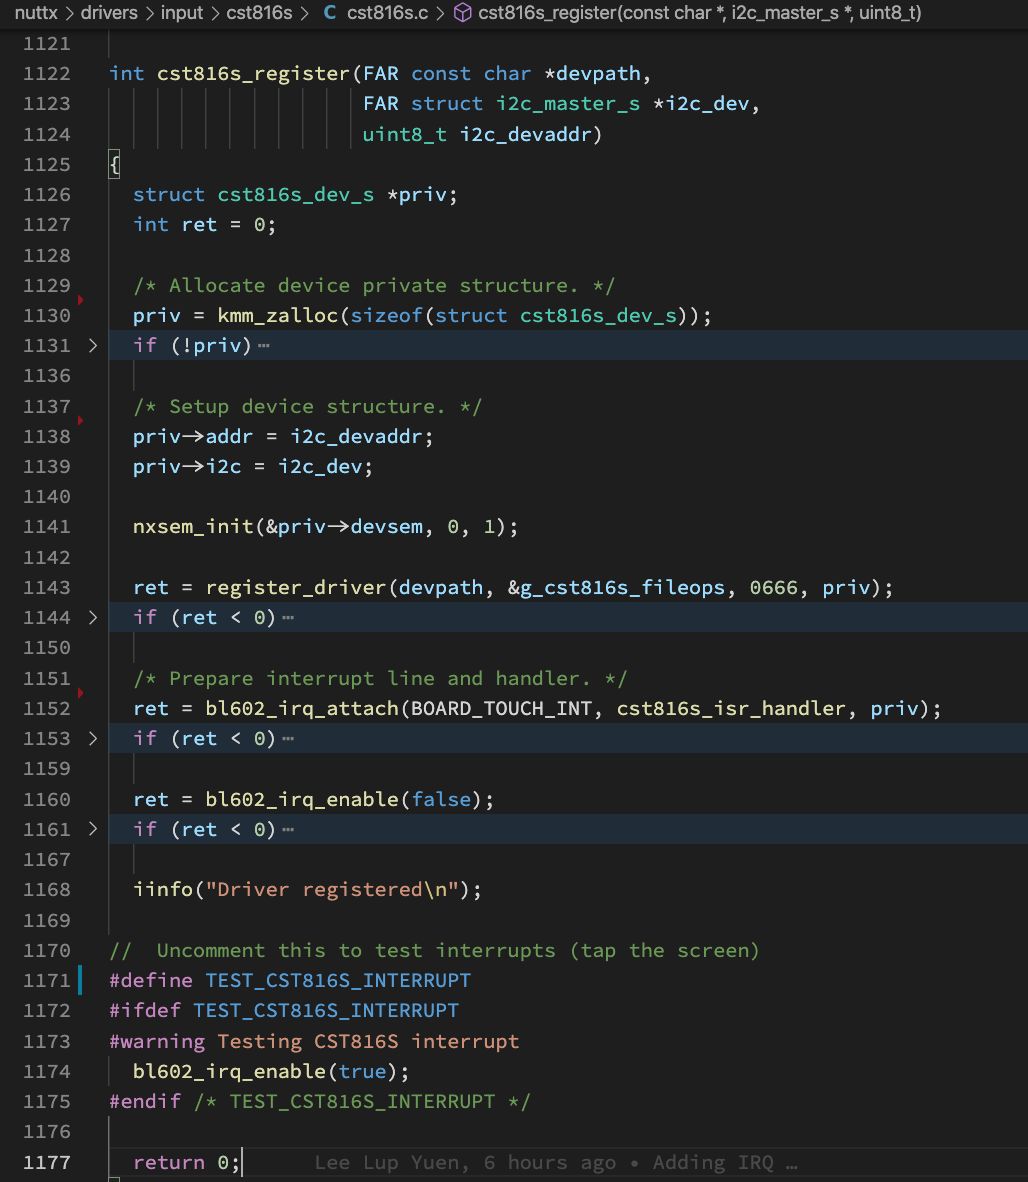 nuttx > drivers > input > cst816s > C cst816s.c > cst816s_register(const char *, i2c_master_s *, uint8_t)
1121
1122 int cst816s_register(FAR const char *devpath,
1123 FAR struct i2c_master_s *i2c_dev,
1124 uint8_t i2c_devaddr)
1125 {
1126 struct cst816s_dev_s *priv;
1127 int ret = 0;
1128
1129 /* Allocate device private structure. */
1130 priv = kmm_zalloc(sizeof(struct cst816s_dev_s));
1131 > if (!priv) ⋯
1136
1137 /* Setup device structure. */
1138 priv->addr = i2c_devaddr;
1139 priv->i2c = i2c_dev;
1140
1141 nxsem_init(&priv->devsem, 0, 1);
1142
1143 ret = register_driver(devpath, &g_cst816s_fileops, 0666, priv);
1144 > if (ret < 0) ⋯
1150
1151 /* Prepare interrupt line and handler. */
1152 ret = bl602_irq_attach(BOARD_TOUCH_INT, cst816s_isr_handler, priv);
1153 > if (ret < 0) ⋯
1159
1160 ret = bl602_irq_enable(false);
1161 > if (ret < 0) ⋯
1167
1168 iinfo("Driver registered\n");
1169
1170 //  Uncomment this to test interrupts (tap the screen)
1171 #define TEST_CST816S_INTERRUPT
1172 #ifdef TEST_CST816S_INTERRUPT
1173 #warning Testing CST816S interrupt
1174 bl602_irq_enable(true);
1175 #endif /* TEST_CST816S_INTERRUPT */
1176
1177 return 0; Lee Lup Yuen, 6 hours ago • Adding IRQ …